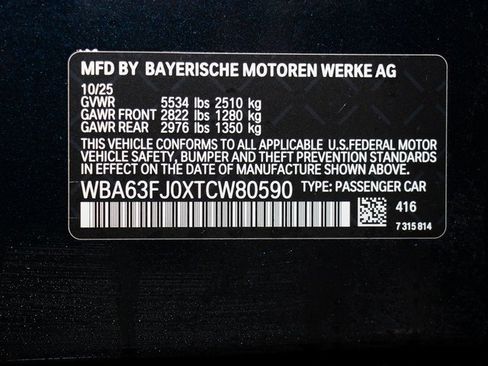 MFD BY BAYERISCHE MOTOREN WERKE AG
10/25
GVWR 5534 lbs 2510 kg
GAWR FRONT 2822 lbs 1280 kg
GAWR REAR 2976 lbs 1350 kg
THIS VEHICLE CONFORMS TO ALL APPLICABLE U.S.FEDERAL MOTOR
VEHICLE SAFETY, BUMPER AND THEFT PREVENTION STANDARDS
IN EFFECT ON THE DATE OF MANUFACTURE SHOWN ABOVE.
WBA63FJ0XTCW80590 TYPE: PASSENGER CAR
416
7 315 814